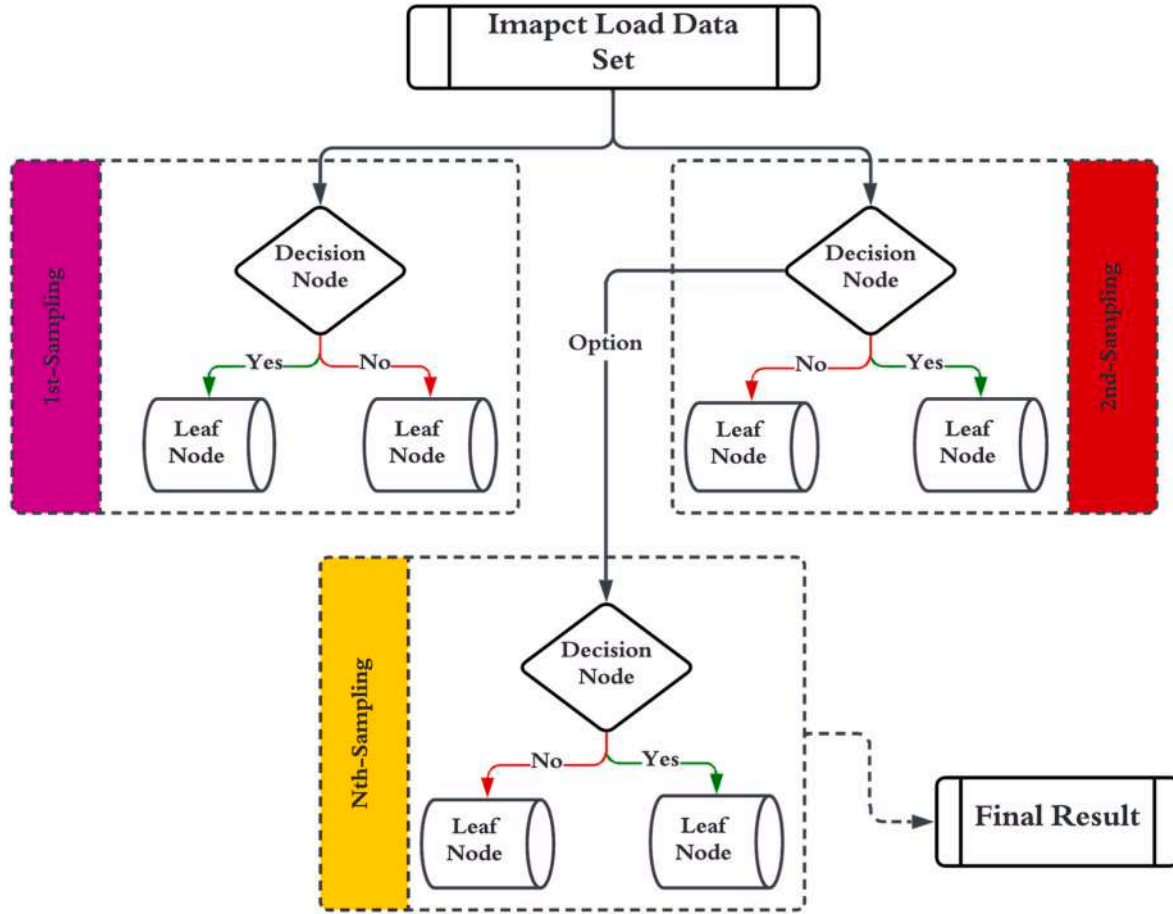 Imapct Load Data
Set
1st-Sampling
Decision
Node
Yes
No
Leaf
Node
Leaf
Node
2nd-Sampling
Decision
Node
No
Yes
Leaf
Node
Leaf
Node
Option
Nth-Sampling
Decision
Node
No
Yes
Leaf
Node
Leaf
Node
Final Result